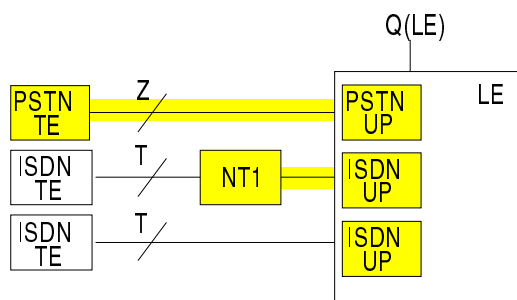 Q(LE)
Z
PSTN
TE
PSTN
UP
LE
T
ISDN
TE
NT1
ISDN
UP
T
ISDN
TE
ISDN
UP